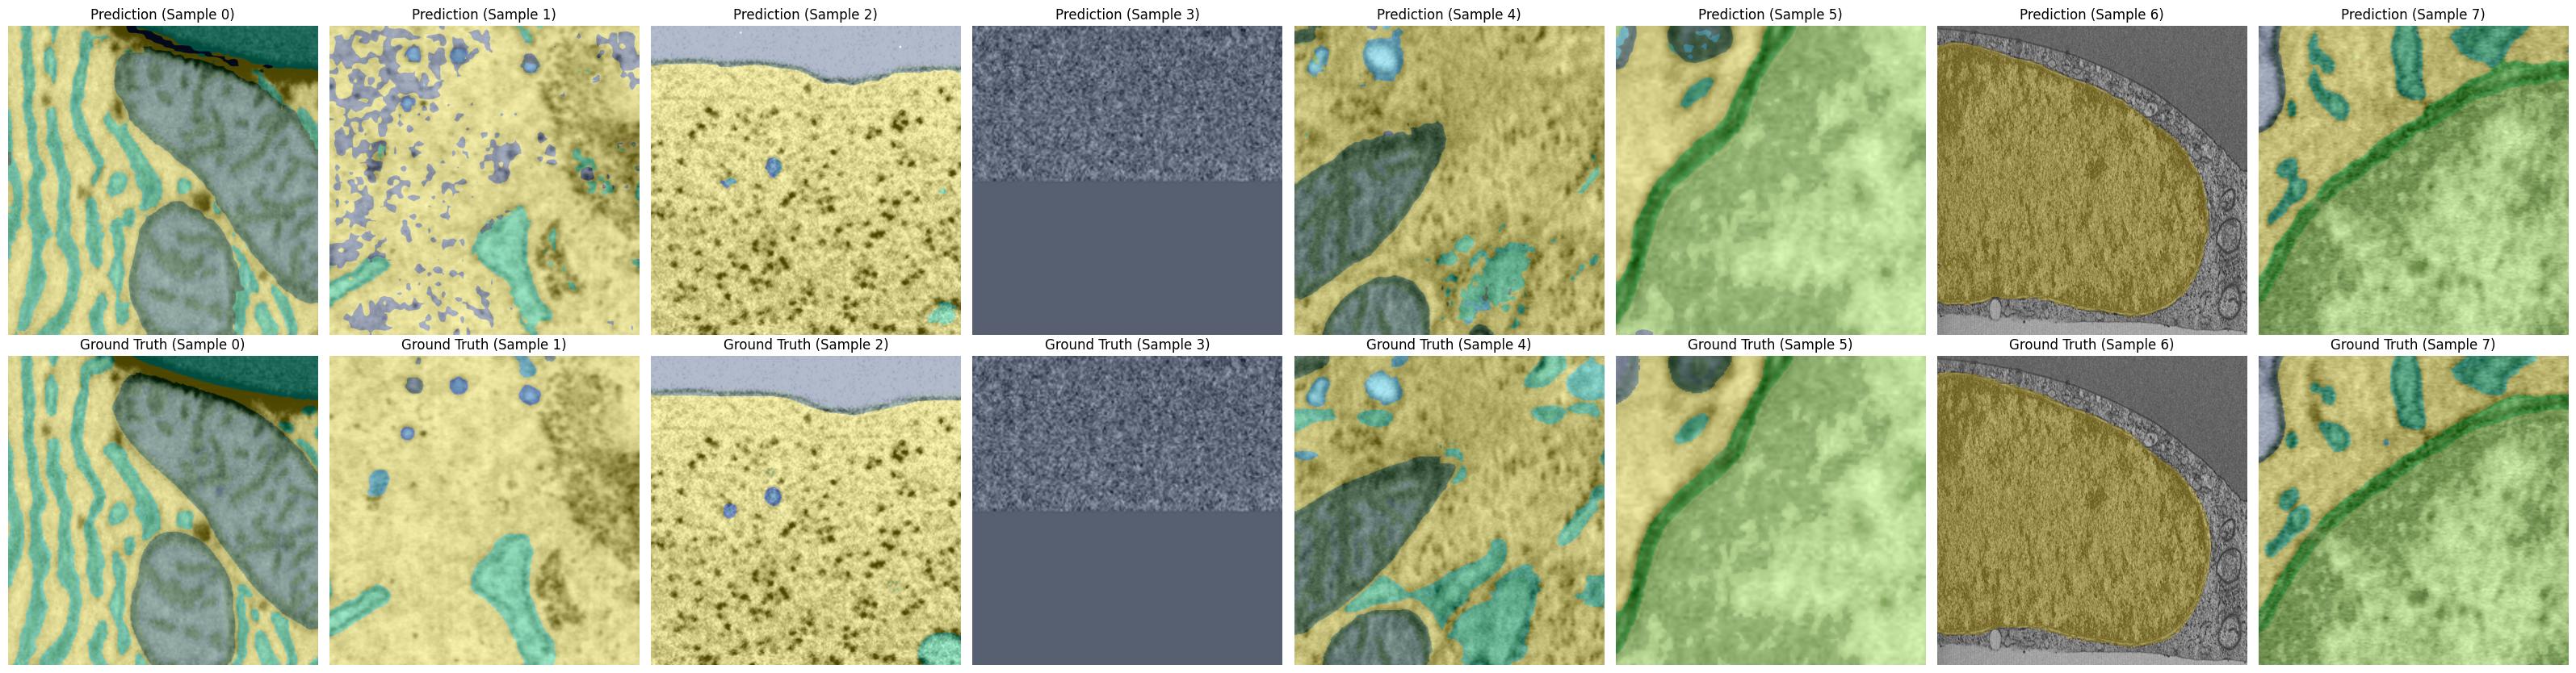 Prediction (Sample 0)
Prediction (Sample 1)
Prediction (Sample 2)
Prediction (Sample 3)
Prediction (Sample 4)
Prediction (Sample 5)
Prediction (Sample 6)
Prediction (Sample 7)
Ground Truth (Sample 0)
Ground Truth (Sample 1)
Ground Truth (Sample 2)
Ground Truth (Sample 3)
Ground Truth (Sample 4)
Ground Truth (Sample 5)
Ground Truth (Sample 6)
Ground Truth (Sample 7)